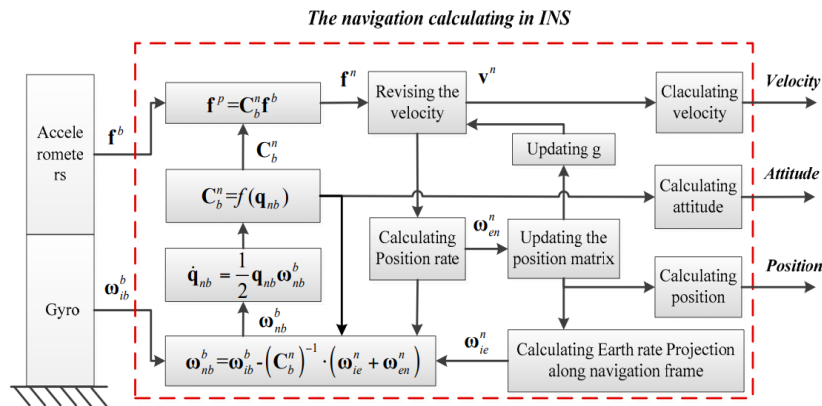 The navigation calculating in INS
Accele
romete
rs
f^b
f^p=C_b^n f^b
f^n
Revising the
velocity
v^n
Claculating
velocity
Velocity
C_b^n
Updating g
C_b^n=f(q_nb)
Calculating
attitude
Attitude
Calculating
Position rate
ω_en^n
Updating the
position matrix
q̇_nb = 1/2 q_nb ω_nb^b
Calculating
position
Position
Gyro
ω_ib^b
ω_nb^b
ω_nb^b=ω_ib^b-(C_b^n)^-1·(ω_ie^n+ω_en^n)
ω_ie^n
Calculating Earth rate Projection
along navigation frame